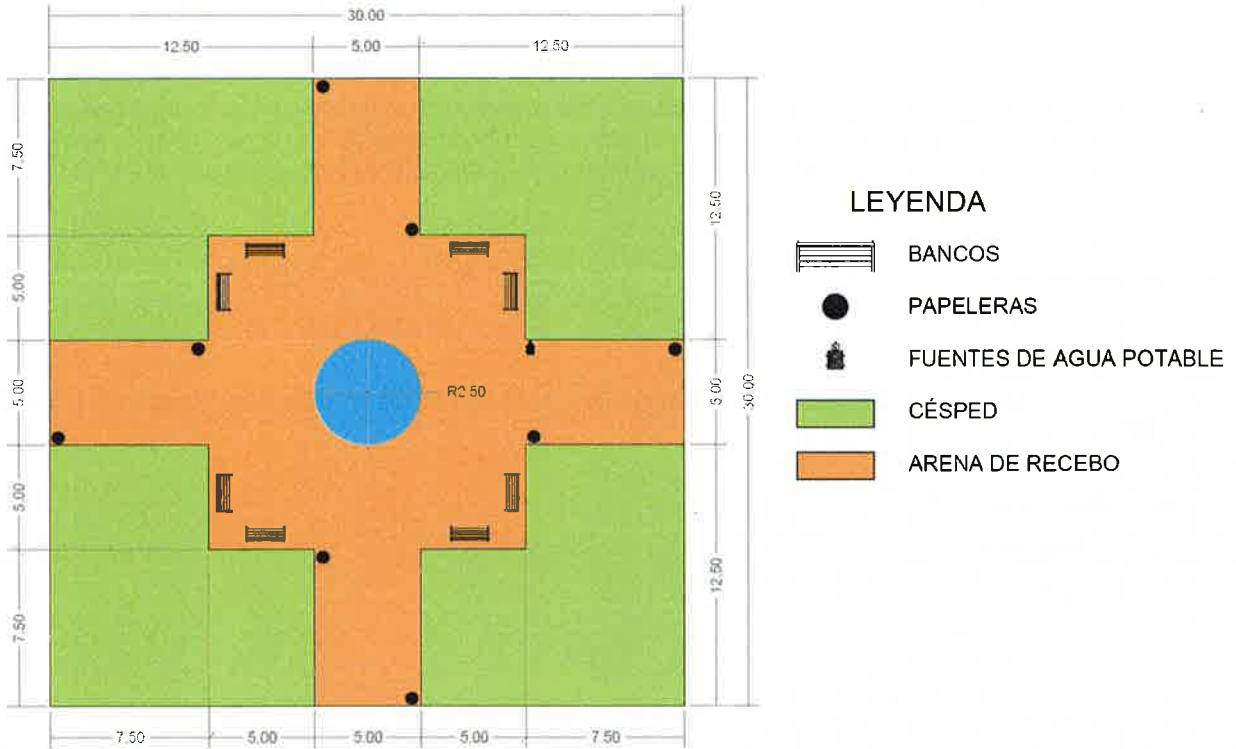 30.00
12.50
5.00
12.50
7.50
5.00
5.00
5.00
7.50
12.50
5.00
12.50
30.00
R2.50
7.50
5.00
5.00
5.00
7.50
LEYENDA
BANCOS
PAPELERAS
FUENTES DE AGUA POTABLE
CÉSPED
ARENA DE RECEBO